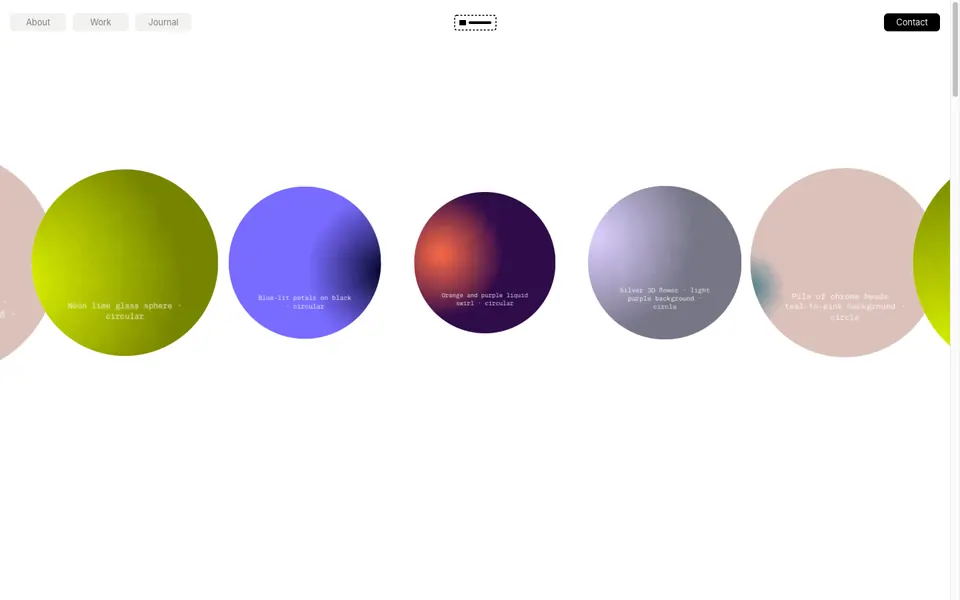 About
Work
Journal
Contact
Neon lime glass sphere ·
circular
Blue-lit petals on black
· circular
Orange and purple liquid
swirl · circular
Silver 3D flower · light
purple background ·
circle
Pile of chrome beads ·
teal-to-pink background ·
circle